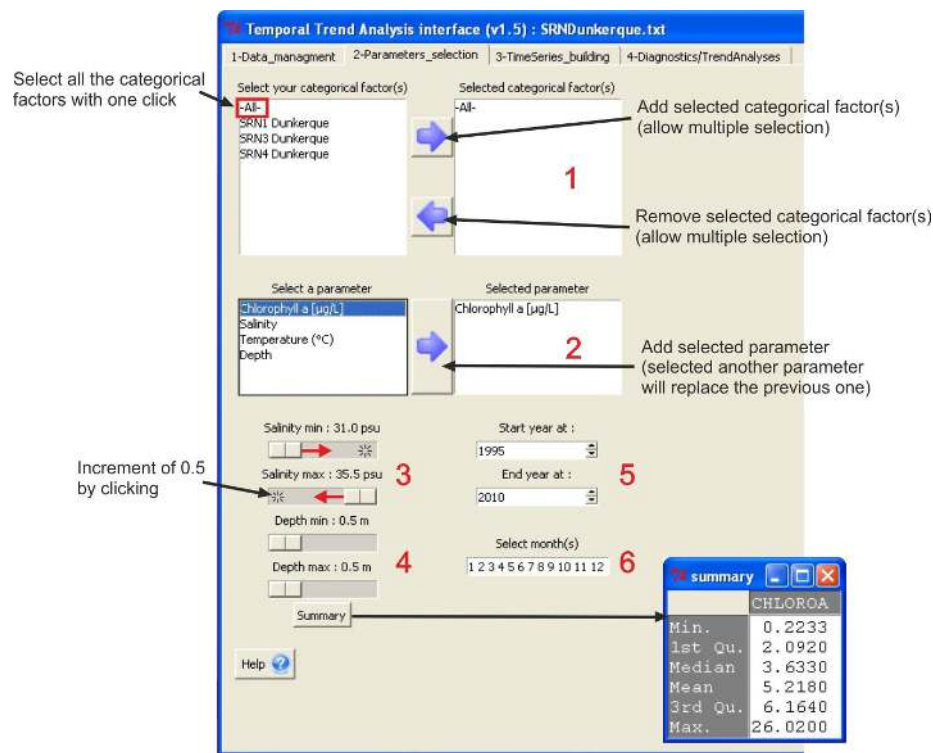 Temporal Trend Analysis interface (v1.5) : SRNDunkerque.txt
1-Data_managment 2-Parameters_selection 3-TimeSeries_building 4-Diagnostics/TrendAnalyses
Select all the categorical
factors with one click
Select your categorical factor(s)
-All-
SRN1 Dunkerque
SRN3 Dunkerque
SRN4 Dunkerque
Selected categorical factor(s)
-All-
1
Add selected categorical factor(s)
(allow multiple selection)
Remove selected categorical factor(s)
(allow multiple selection)
Select a parameter
Chlorophyll a [µg/L]
Salinity
Temperature (°C)
Depth
Selected parameter
Chlorophyll a [µg/L]
2
Add selected parameter
(selected another parameter
will replace the previous one)
Increment of 0.5
by clicking
Salinity min : 31.0 psu
Salinity max : 35.5 psu
3
Depth min : 0.5 m
Depth max : 0.5 m
4
Start year at :
1995
End year at :
2010
5
Select month(s)
1 2 3 4 5 6 7 8 9 10 11 12
6
Summary
Help
summary
CHLOROA
Min. 0.2233
1st Qu. 2.0920
Median 3.6330
Mean 5.2180
3rd Qu. 6.1640
Max. 26.0200